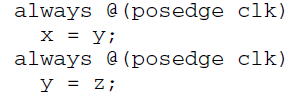 always @(posedge clk)
  x = y;
always @(posedge clk)
  y = z;